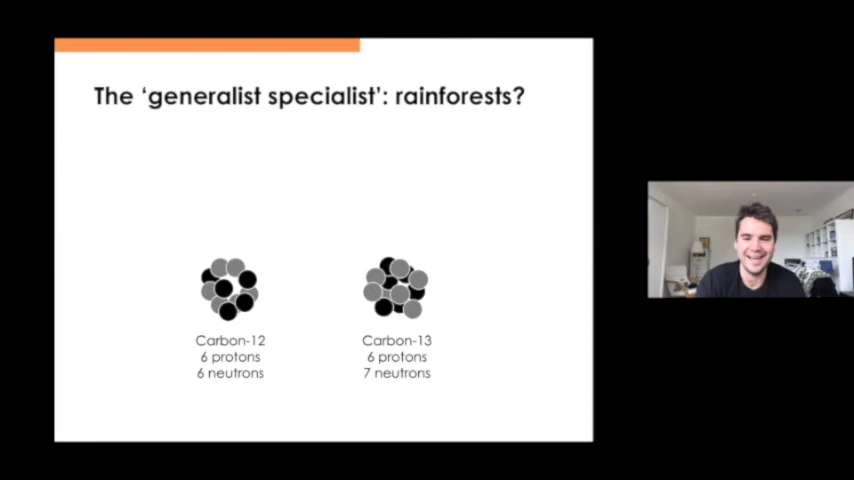 The ‘generalist specialist’: rainforests?
Carbon-12
6 protons
6 neutrons
Carbon-13
6 protons
7 neutrons